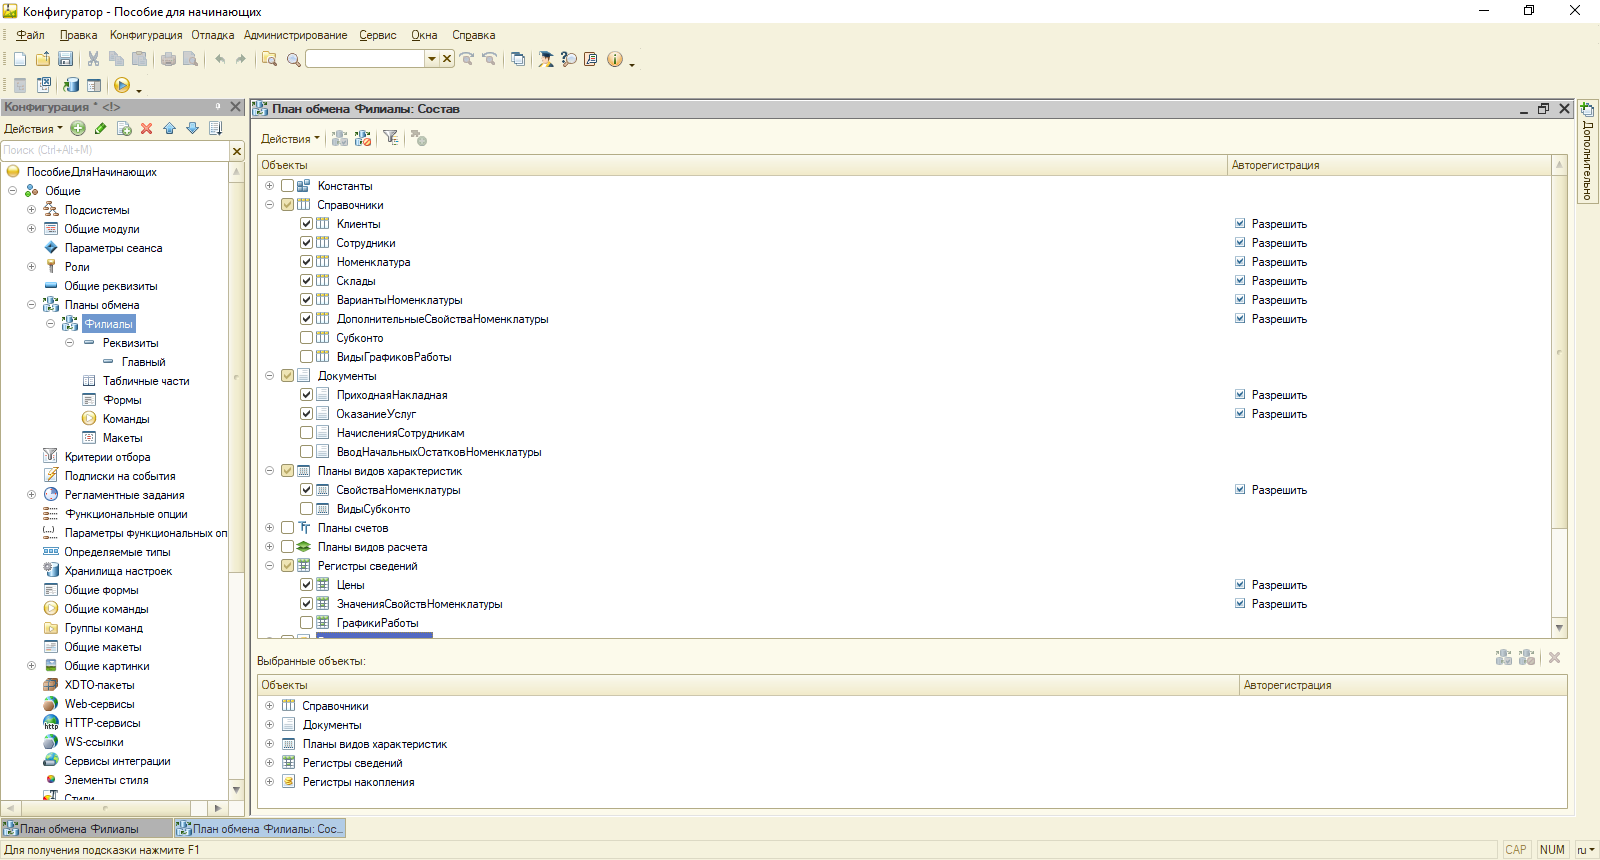 Конфигуратор - Пособие для начинающих
Файл Правка Конфигурация Отладка Администрирование Сервис Окна Справка
Конфигурация * <!>
Действия
Поиск (Ctrl+Alt+M)
ПособиеДляНачинающих
Общие
Подсистемы
Общие модули
Параметры сеанса
Роли
Общие реквизиты
Планы обмена
Филиалы
Реквизиты
Главный
Табличные части
Формы
Команды
Макеты
Критерии отбора
Подписки на события
Регламентные задания
Функциональные опции
Параметры функциональных оп
Определяемые типы
Хранилища настроек
Общие формы
Общие команды
Группы команд
Общие макеты
Общие картинки
XDTO-пакеты
Web-сервисы
HTTP-сервисы
WS-ссылки
Сервисы интеграции
Элементы стиля
Стили
План обмена Филиалы: Состав
Действия
Объекты Авторегистрация
Константы
Справочники
Клиенты Разрешить
Сотрудники Разрешить
Номенклатура Разрешить
Склады Разрешить
ВариантыНоменклатуры Разрешить
ДополнительныеСвойстваНоменклатуры Разрешить
Субконто
ВидыГрафиковРаботы
Документы
ПриходнаяНакладная Разрешить
ОказаниеУслуг Разрешить
НачисленияСотрудникам
ВводНачальныхОстатковНоменклатуры
Планы видов характеристик
СвойстваНоменклатуры Разрешить
ВидыСубконто
Планы счетов
Планы видов расчета
Регистры сведений
Цены Разрешить
ЗначенияСвойствНоменклатуры Разрешить
ГрафикиРаботы
Выбранные объекты:
Объекты Авторегистрация
Справочники
Документы
Планы видов характеристик
Регистры сведений
Регистры накопления
Дополнительно
План обмена Филиалы План обмена Филиалы: Сос...
Для получения подсказки нажмите F1 CAP NUM ru